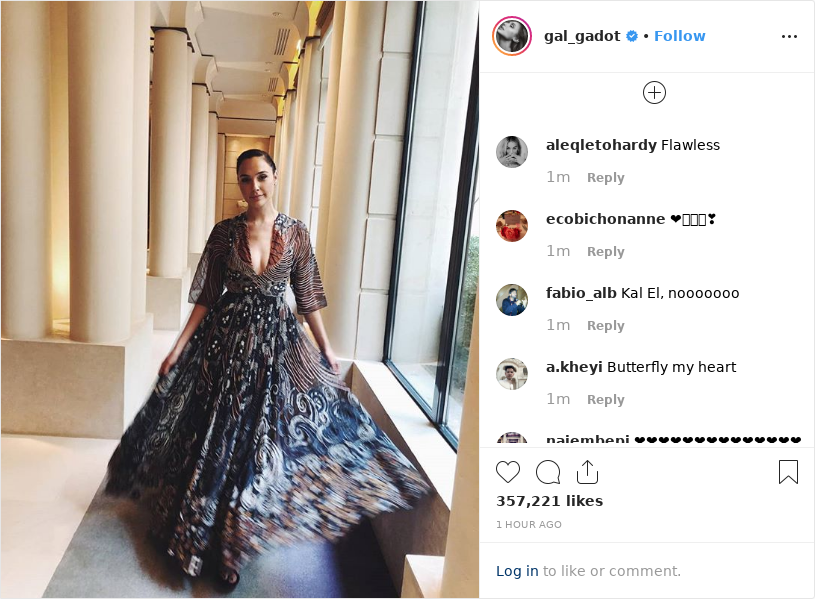 gal_gadot • Follow
aleqletohardy Flawless
1m Reply
ecobichonanne ❤▯▯▯❣
1m Reply
fabio_alb Kal El, nooooooo
1m Reply
a.kheyi Butterfly my heart
1m Reply
najembepi ❤❤❤❤❤❤❤❤❤❤❤❤❤❤
357,221 likes
1 HOUR AGO
Log in to like or comment.